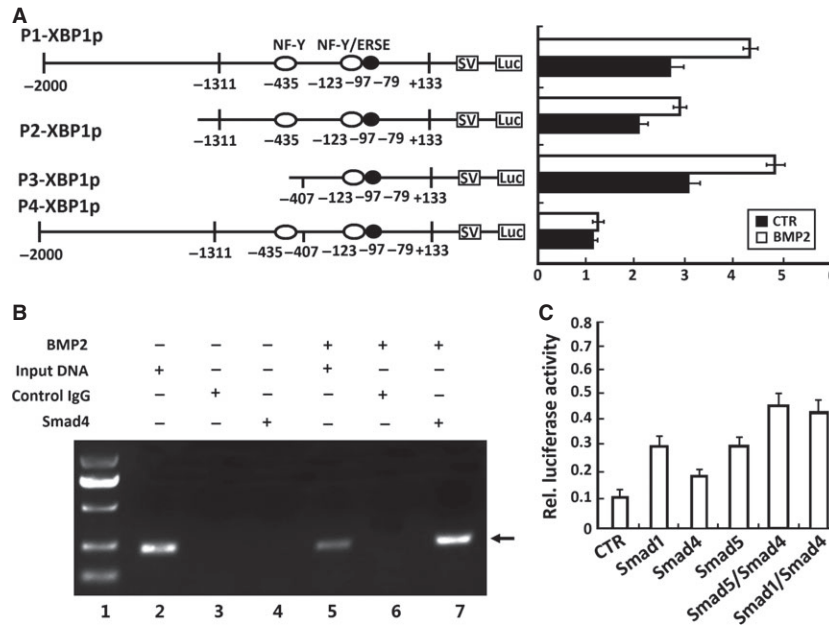 A
P1-XBP1p
NF-Y NF-Y/ERSE
SV Luc
−2000 −1311 −435 −123 −97 −79 +133
P2-XBP1p
SV Luc
−1311 −435 −123 −97 −79 +133
P3-XBP1p
SV Luc
−407 −123 −97 −79 +133
P4-XBP1p
SV Luc
−2000 −1311 −435 −407 −123 −97 −79 +133
CTR
BMP2
0 1 2 3 4 5
B
BMP2 − − − + + +
Input DNA + − − + − −
Control IgG − + − − + −
Smad4 − − + − − +
1 2 3 4 5 6 7
C
Rel. luciferase activity
0.8
0.7
0.6
0.5
0.4
0.3
0.2
0.1
0
CTR Smad1 Smad4 Smad5 Smad5/Smad4 Smad1/Smad4